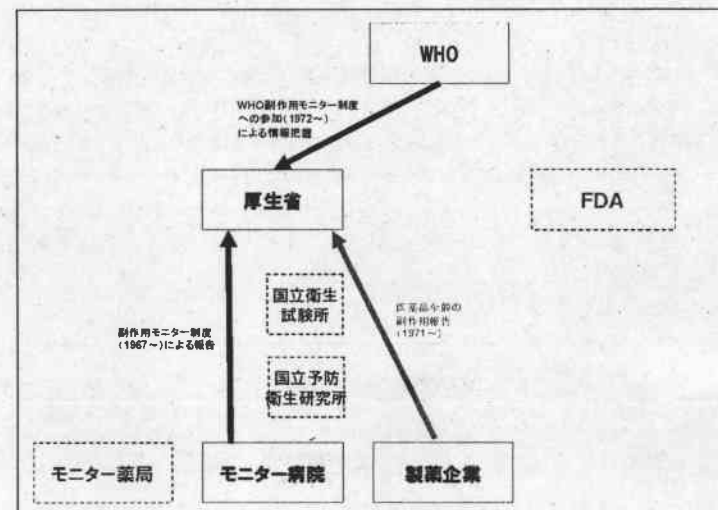 WHO
WHO副作用モニター制度
への参加(1972~)
による情報把握
厚生省
FDA
国立衛生
試験所
医薬品全般の
副作用報告
(1971~)
副作用モニター制度
(1967~)による報告
国立予防
衛生研究所
モニター薬局
モニター病院
製薬企業